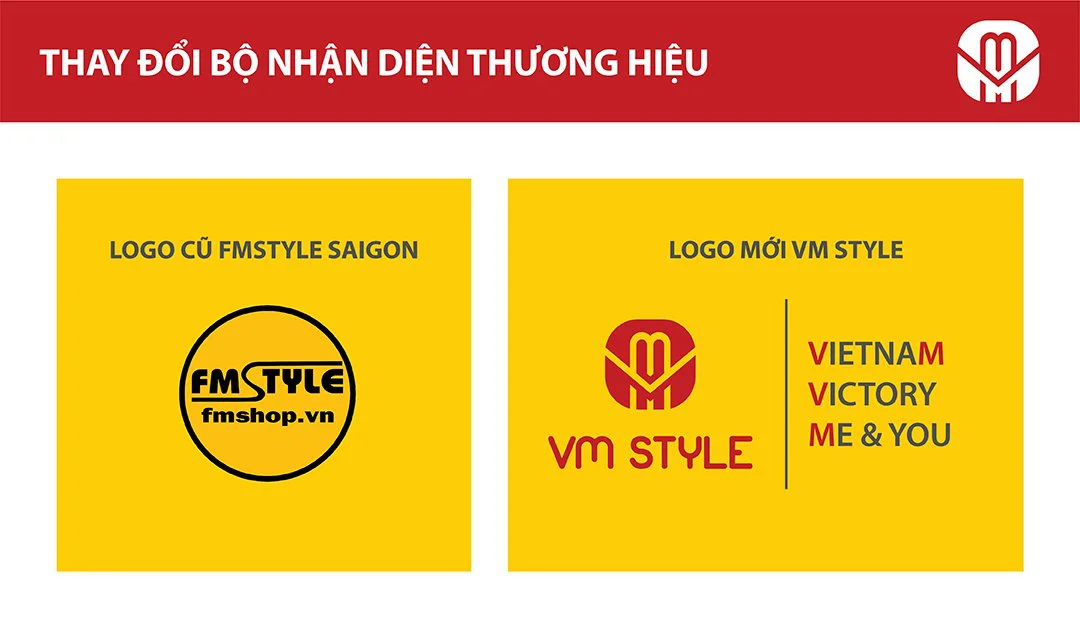 THAY ĐỔI BỘ NHẬN DIỆN THƯƠNG HIỆU
LOGO CŨ FMSTYLE SAIGON
FMSTYLE
fmshop.vn
LOGO MỚI VM STYLE
VM STYLE
VIETNAM
VICTORY
ME & YOU